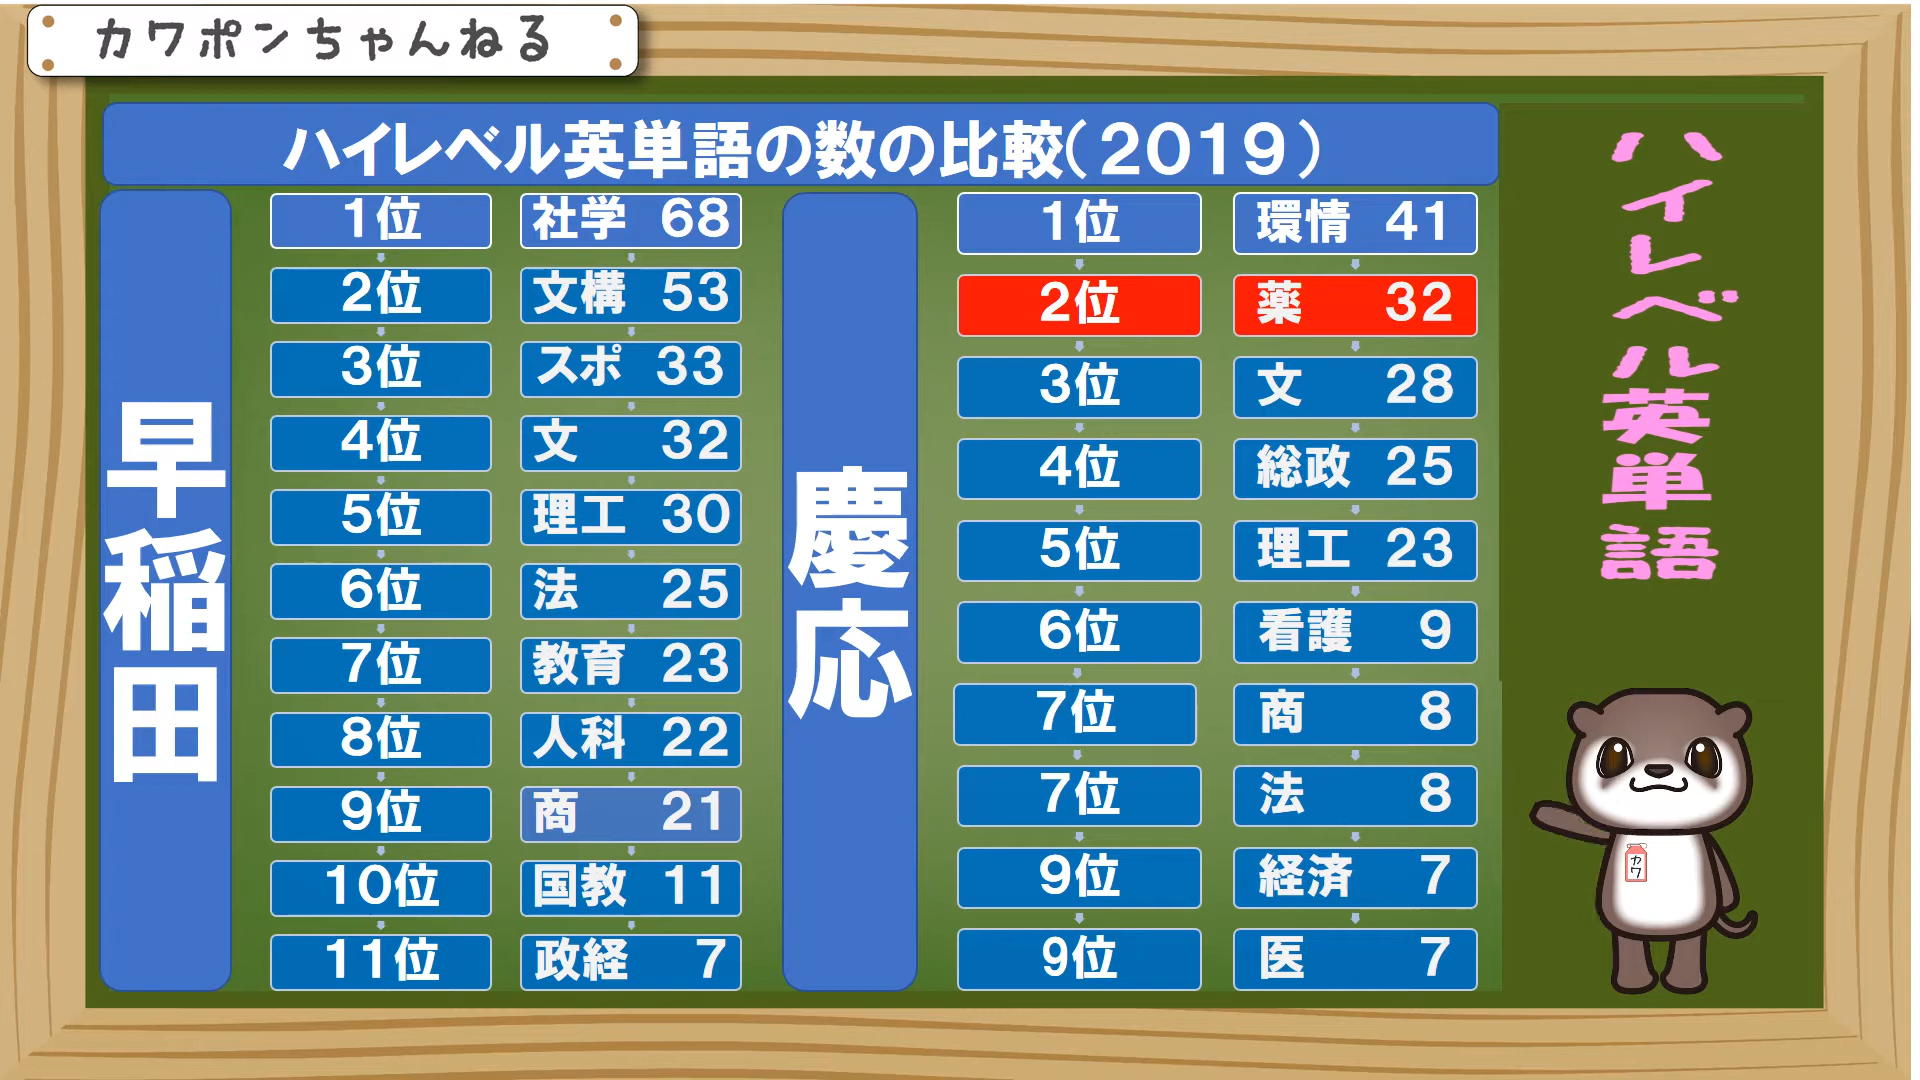 カワポンちゃんねる
ハイレベル英単語の数の比較（2019）
早稲田
1位 社学 68
2位 文構 53
3位 スポ 33
4位 文 32
5位 理工 30
6位 法 25
7位 教育 23
8位 人科 22
9位 商 21
10位 国教 11
11位 政経 7
慶応
1位 環情 41
2位 薬 32
3位 文 28
4位 総政 25
5位 理工 23
6位 看護 9
7位 商 8
7位 法 8
9位 経済 7
9位 医 7
ハイレベル英単語
カワ